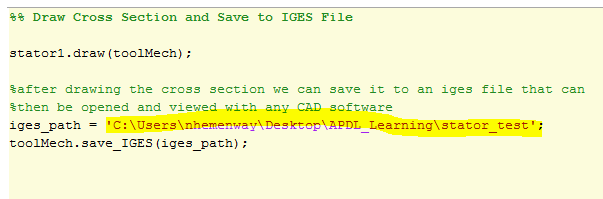 %% Draw Cross Section and Save to IGES File
stator1.draw(toolMech);
%after drawing the cross section we can save it to an iges file that can
%then be opened and viewed with any CAD software
iges_path = 'C:\Users\nhemenway\Desktop\APDL_Learning\stator_test';
toolMech.save_IGES(iges_path);